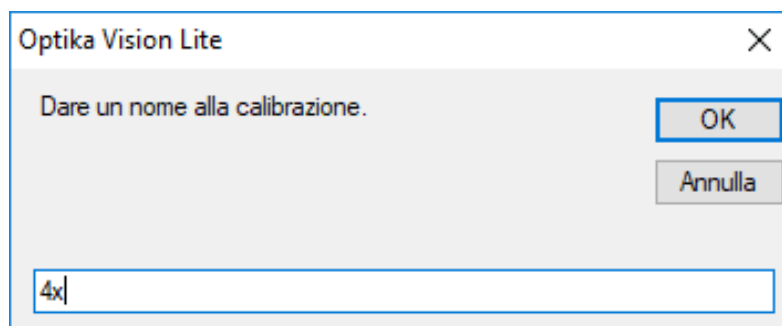 Optika Vision Lite
Dare un nome alla calibrazione.
OK
Annulla
4x